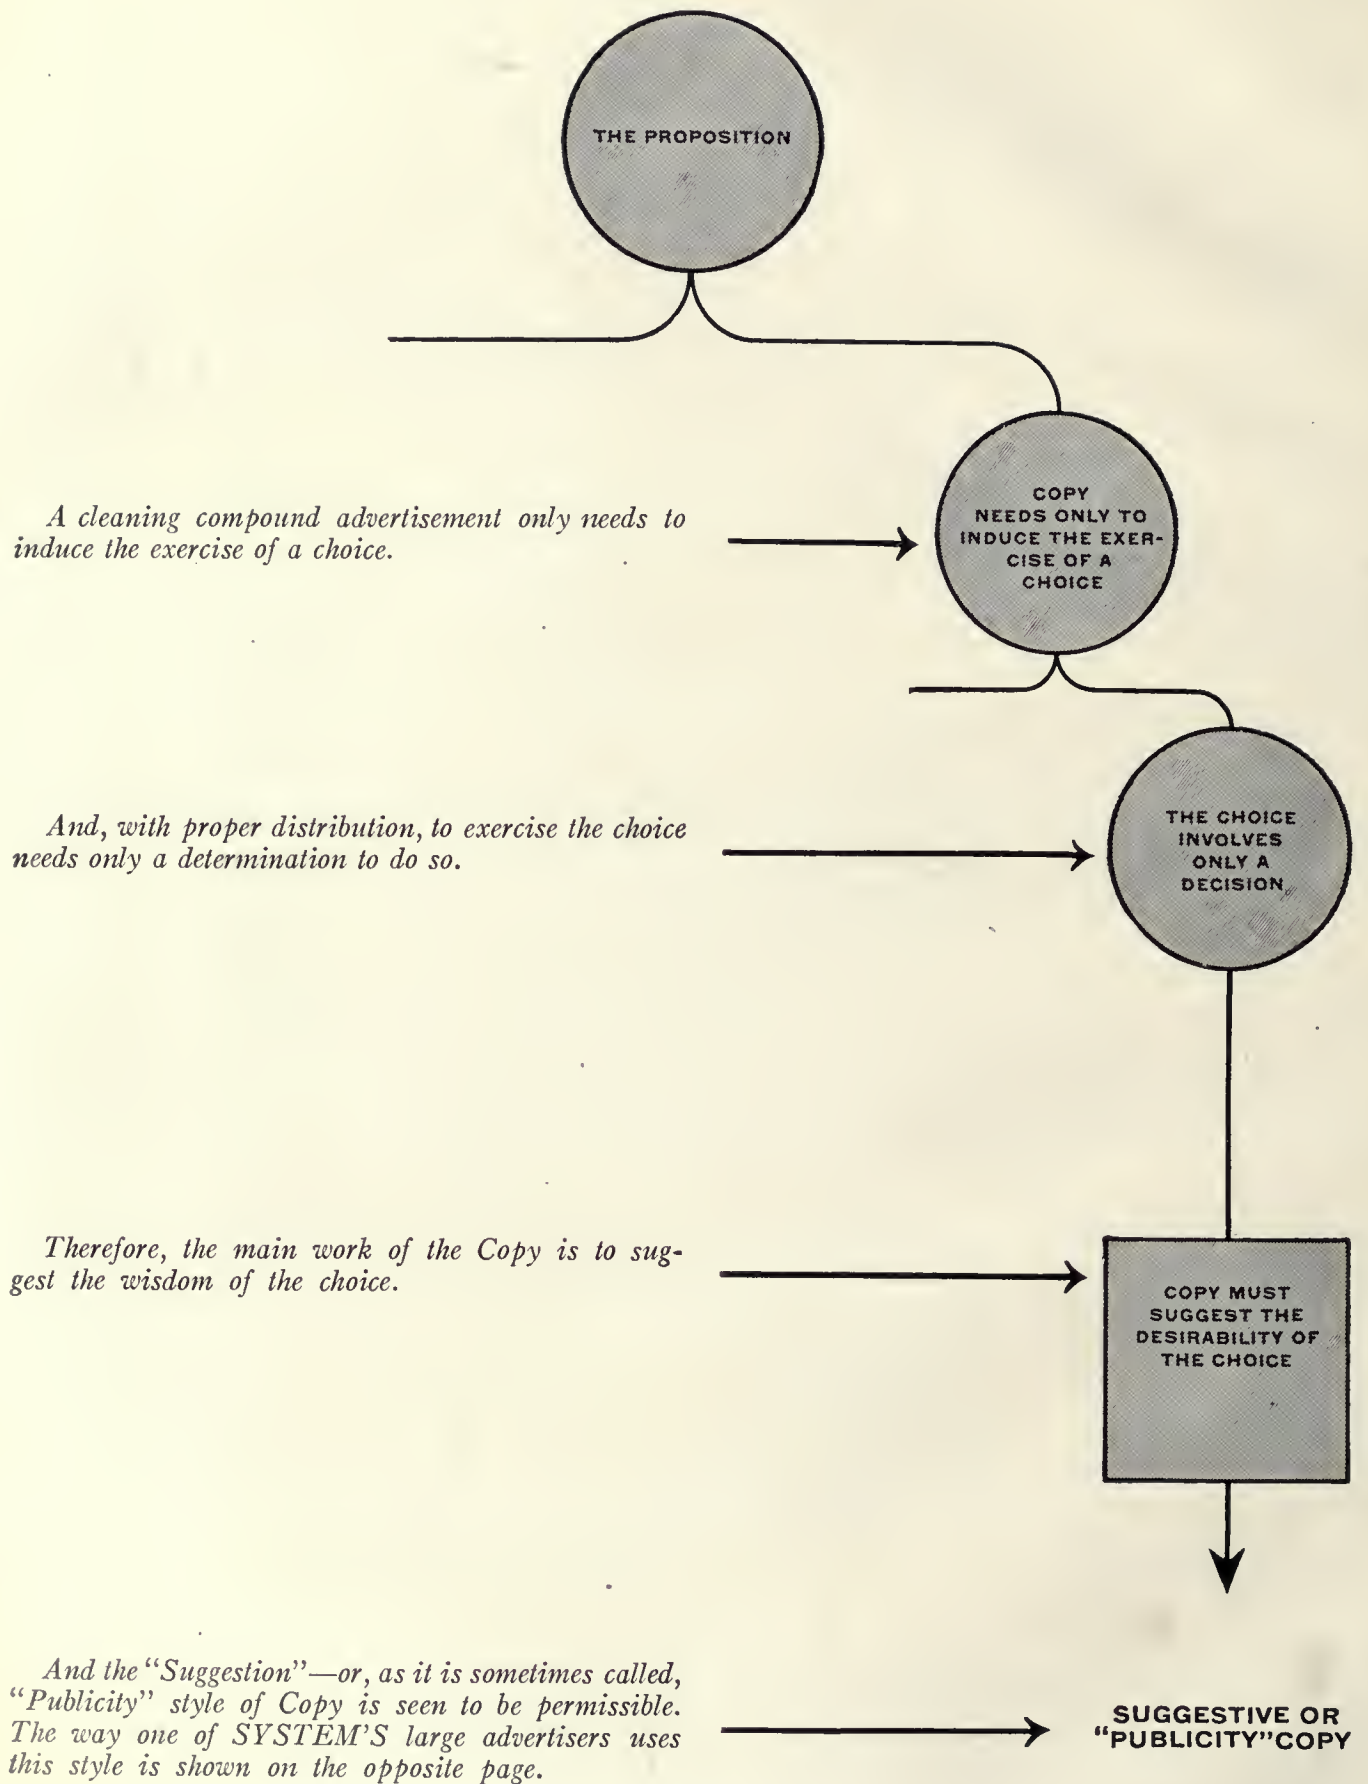 THE PROPOSITION
A cleaning compound advertisement only needs to
induce the exercise of a choice.
COPY
NEEDS ONLY TO
INDUCE THE EXER-
CISE OF A
CHOICE
And, with proper distribution, to exercise the choice
needs only a determination to do so.
THE CHOICE
INVOLVES
ONLY A
DECISION
Therefore, the main work of the Copy is to sug-
gest the wisdom of the choice.
COPY MUST
SUGGEST THE
DESIRABILITY OF
THE CHOICE
And the “Suggestion”—or, as it is sometimes called,
“Publicity” style of Copy is seen to be permissible.
The way one of SYSTEM'S large advertisers uses
this style is shown on the opposite page.
SUGGESTIVE OR
“PUBLICITY” COPY